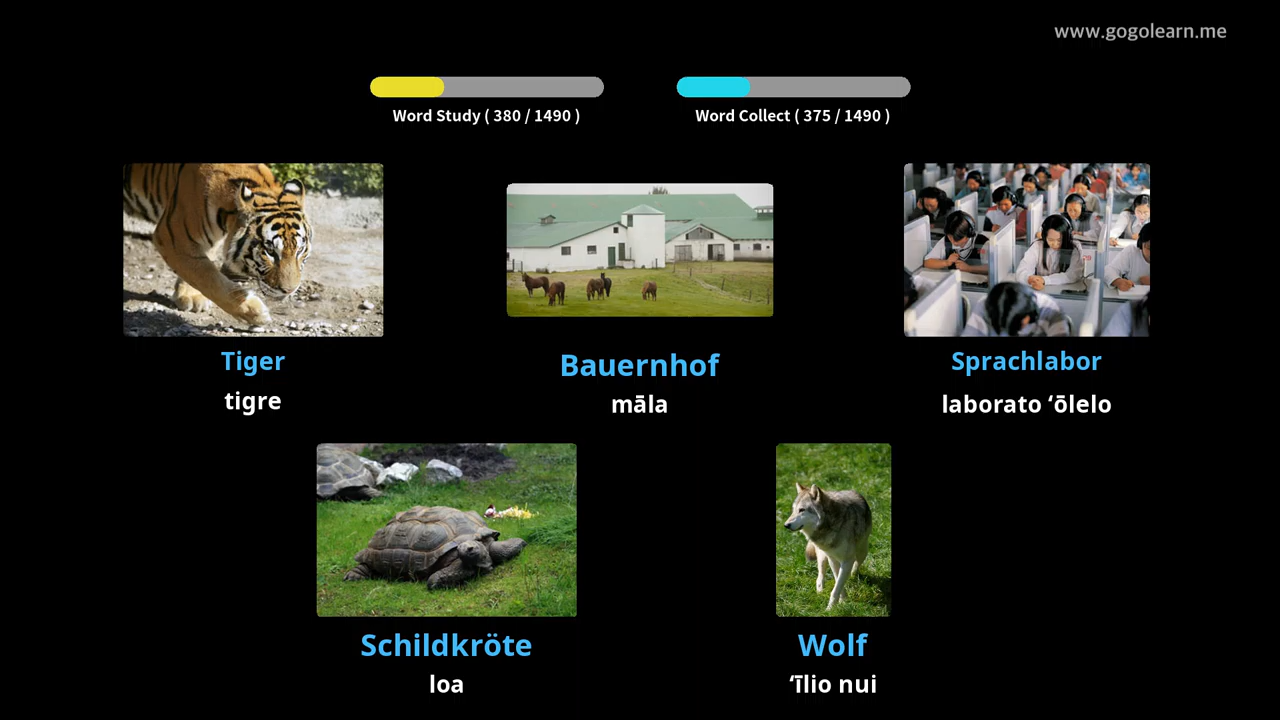 www.gogolearn.me
Word Study ( 380 / 1490 )
Word Collect ( 375 / 1490 )
Tiger
tigre
Bauernhof
māla
Sprachlabor
laborato ʻōlelo
Schildkröte
loa
Wolf
ʻīlio nui